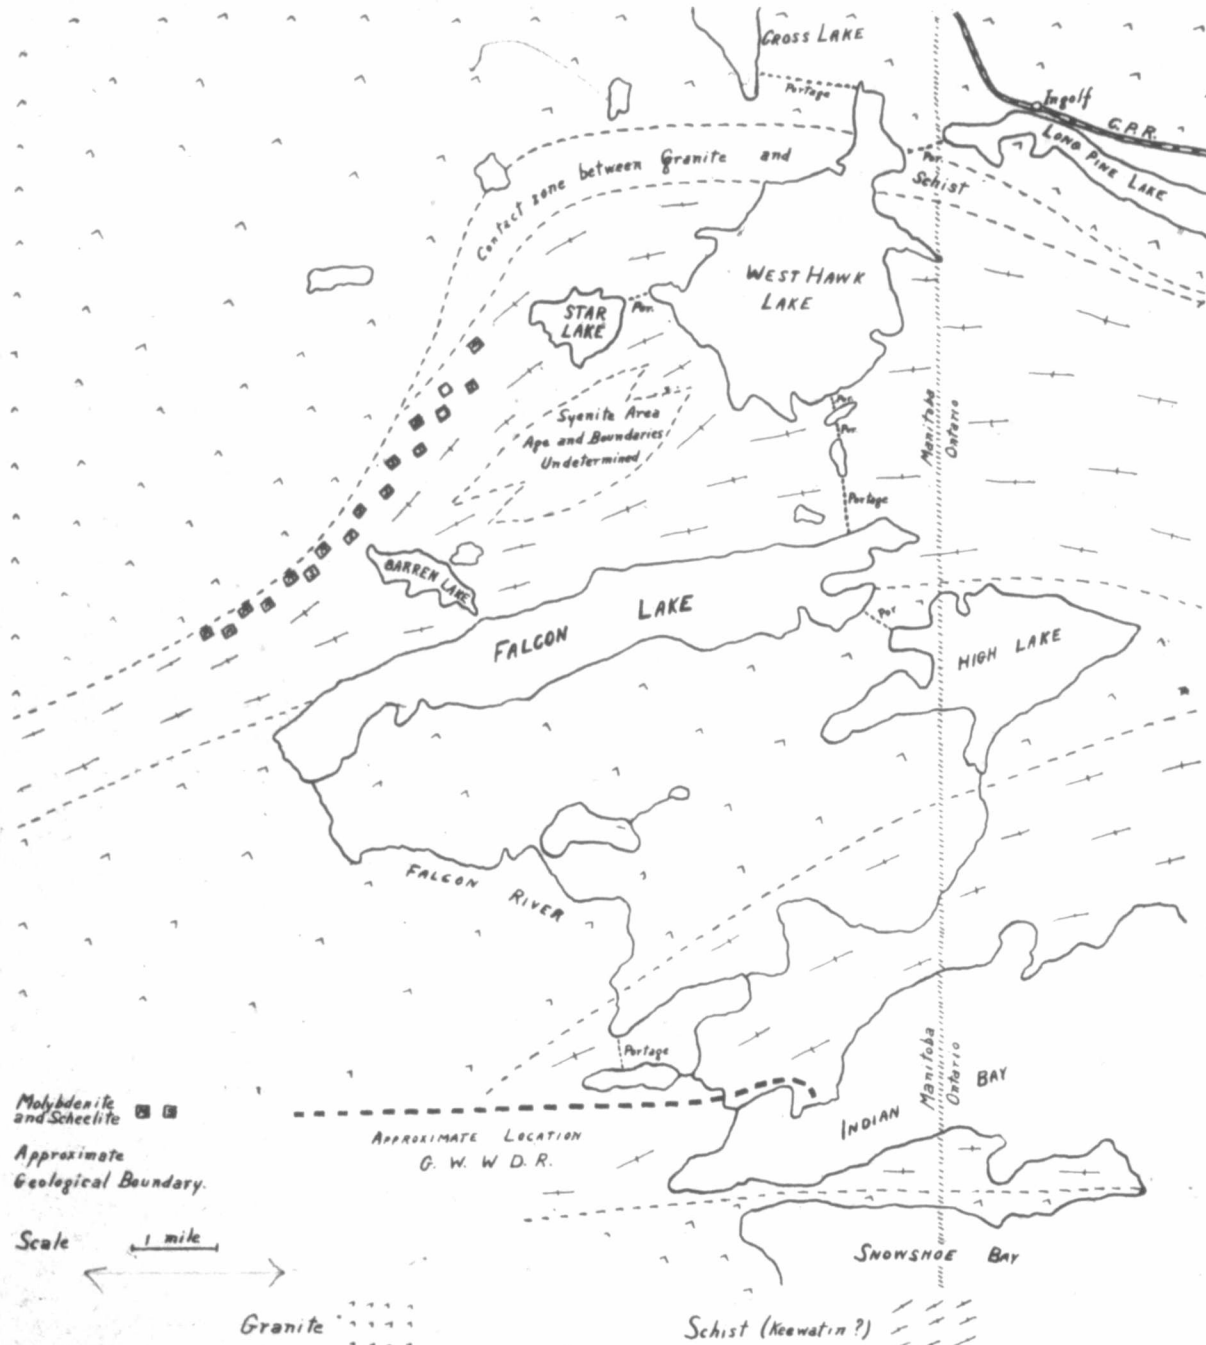 CROSS LAKE
Portage
Ingolf
C.P.R.
LONG PINE LAKE
Por.
Contact zone between Granite and
Schist
WEST HAWK
LAKE
STAR
LAKE
Por.
Syenite Area
Age and Boundaries
Undetermined
Por.
Por.
Manitoba
Ontario
Portage
BARREN LAKE
FALCON LAKE
Por
HIGH LAKE
FALCON RIVER
Portage
Manitoba
Ontario
INDIAN BAY
Molybdenite
and Scheelite
APPROXIMATE LOCATION
G. W. W D. R.
Approximate
Geological Boundary.
Scale 1 mile
SNOWSHOE BAY
Granite
Schist (Keewatin ?)